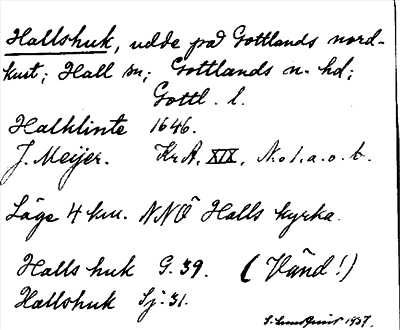 Hallshuk, udde på Gottlands nord-
kust; Hall sn; Gottlands n. hd;
Gottl. l.
Halklinte 1646.
J. Meijer. Kr.A. XIX, N.o.l.a.o.t.
Läge 4 km. NNÖ Halls kyrka.
Halls huk G. 39. (Vänd!)
Hallshuk Sj: 31.
1937.